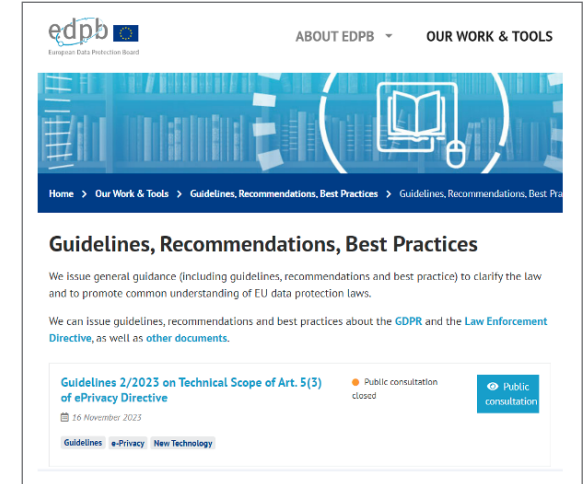 edpb
European Data Protection Board
ABOUT EDPB
OUR WORK & TOOLS
Home > Our Work & Tools > Guidelines, Recommendations, Best Practices > Guidelines, Recommendations, Best Pra
Guidelines, Recommendations, Best Practices
We issue general guidance (including guidelines, recommendations and best practice) to clarify the law
and to promote common understanding of EU data protection laws.
We can issue guidelines, recommendations and best practices about the GDPR and the Law Enforcement
Directive, as well as other documents.
Guidelines 2/2023 on Technical Scope of Art. 5(3)
of ePrivacy Directive
16 November 2023
Guidelines e-Privacy New Technology
Public consultation
closed
Public
consultation